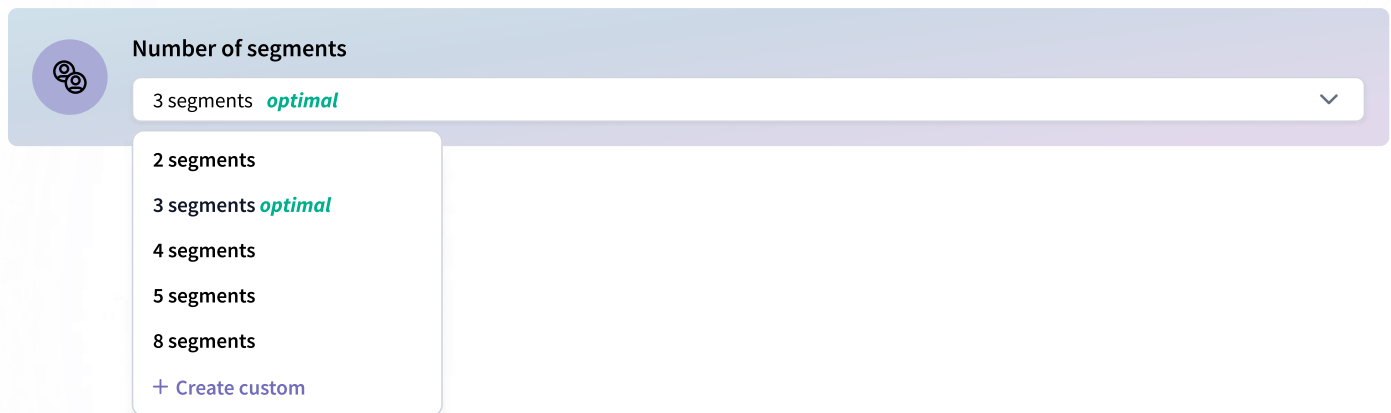 Number of segments
3 segments optimal
2 segments
3 segments optimal
4 segments
5 segments
8 segments
+ Create custom